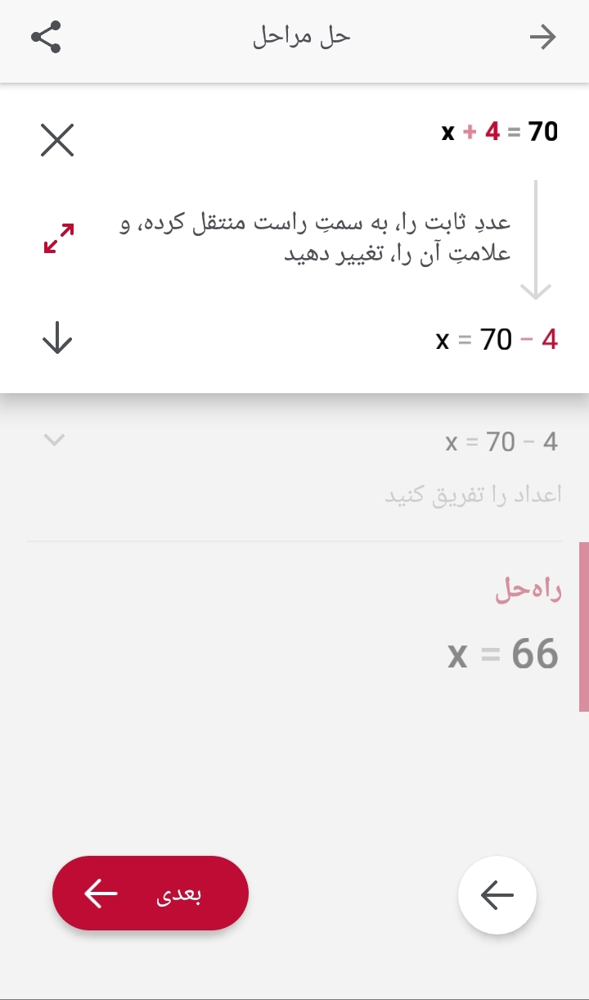 حل مراحل
x + 4 = 70
عددِ ثابت را، به سمتِ راست منتقل کرده، و
علامتِ آن را، تغییر دهید
x = 70 − 4
x = 70 − 4
اعداد را تفریق کنید
راه‌حل
x = 66
بعدی